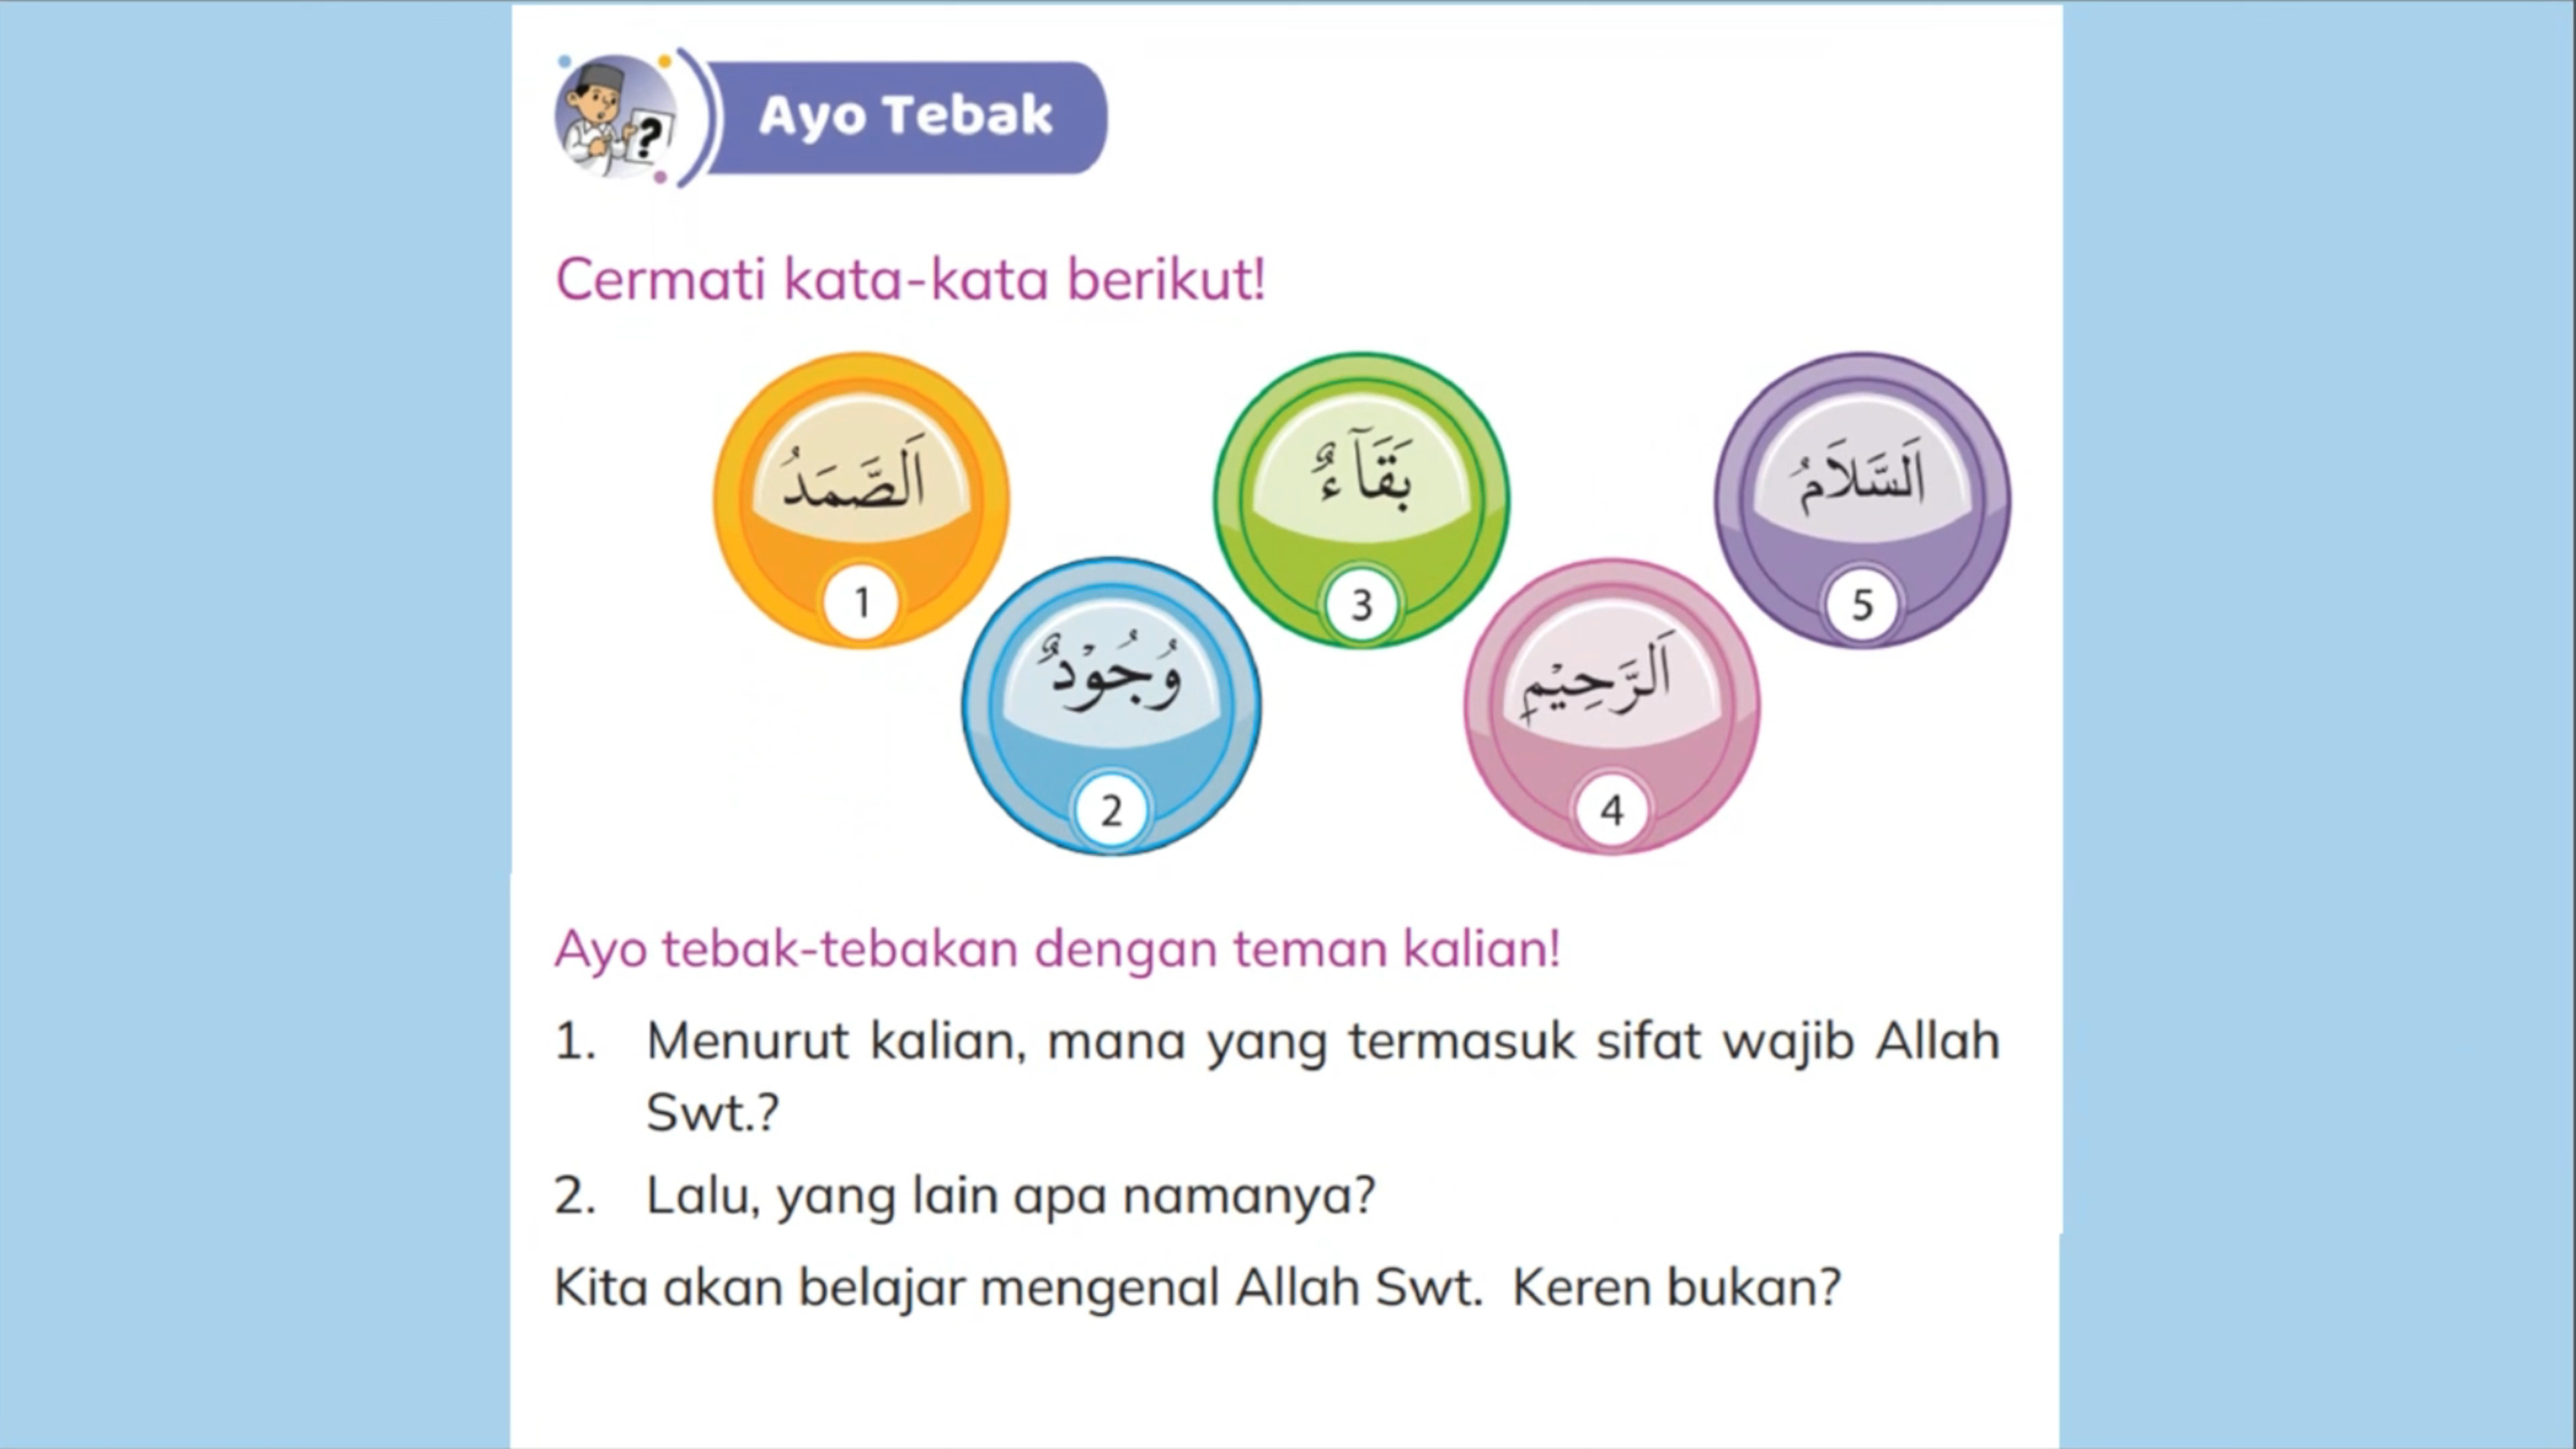 Ayo Tebak
Cermati kata-kata berikut!
اَلصَّمَدُ
1
وُجُوْدٌ
2
بَقَآءٌ
3
اَلرَّحِيْمِ
4
اَلسَّلاَمُ
5
Ayo tebak-tebakan dengan teman kalian!
1. Menurut kalian, mana yang termasuk sifat wajib Allah
Swt.?
2. Lalu, yang lain apa namanya?
Kita akan belajar mengenal Allah Swt. Keren bukan?